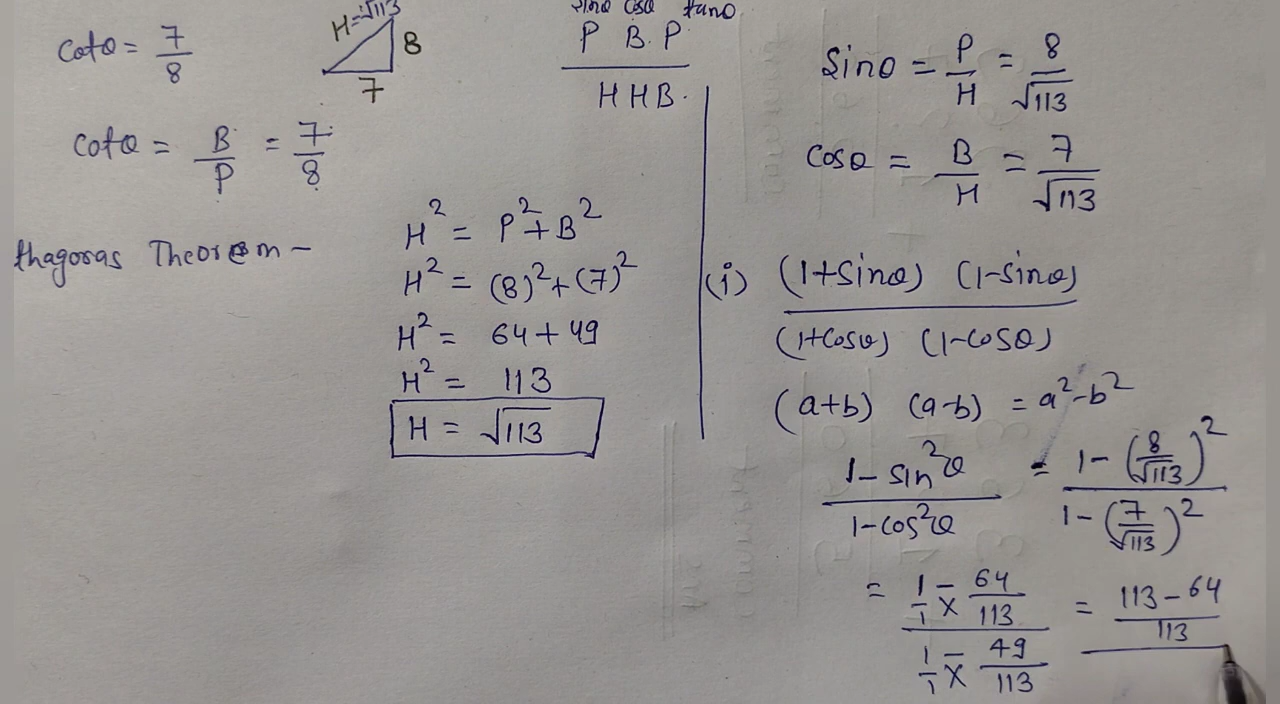 Cotθ = 7/8
H=√113
8
7
sinθ cosθ tanθ
P B. P.
H H B.
Cotθ = B/P = 7/8
thagoras Theorem –
H² = P² + B²
H² = (8)² + (7)²
H² = 64 + 49
H² = 113
H = √113
Sinθ = P/H = 8/√113
Cosθ = B/H = 7/√113
(i) (1+Sinθ) (1-Sinθ)
(1+Cosθ) (1-Cosθ)
(a+b) (a-b) = a²-b²
1 - sin²θ / 1 - cos²θ = 1 - (8/√113)² / 1 - (7/√113)²
= 1/1 - × 64/113 / 1/1 - × 49/113 = 113 - 64 / 113